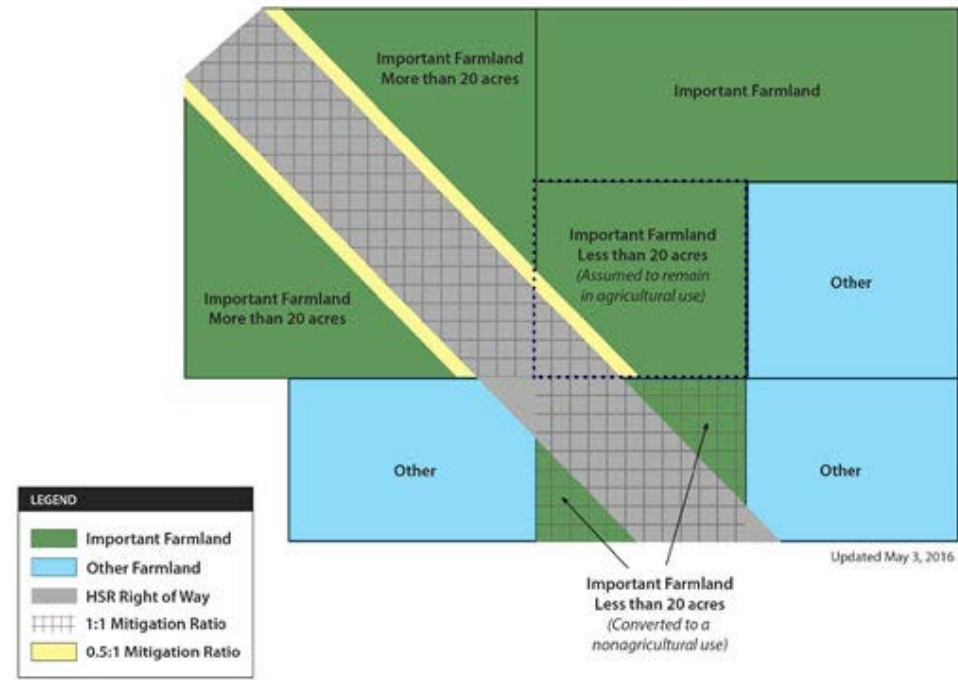 Important Farmland
More than 20 acres
Important Farmland
Important Farmland
Less than 20 acres
(Assumed to remain
in agricultural use)
Other
Important Farmland
More than 20 acres
Other
Other
Updated May 3, 2016
Important Farmland
Less than 20 acres
(Converted to a
nonagricultural use)
LEGEND
Important Farmland
Other Farmland
HSR Right of Way
1:1 Mitigation Ratio
0.5:1 Mitigation Ratio